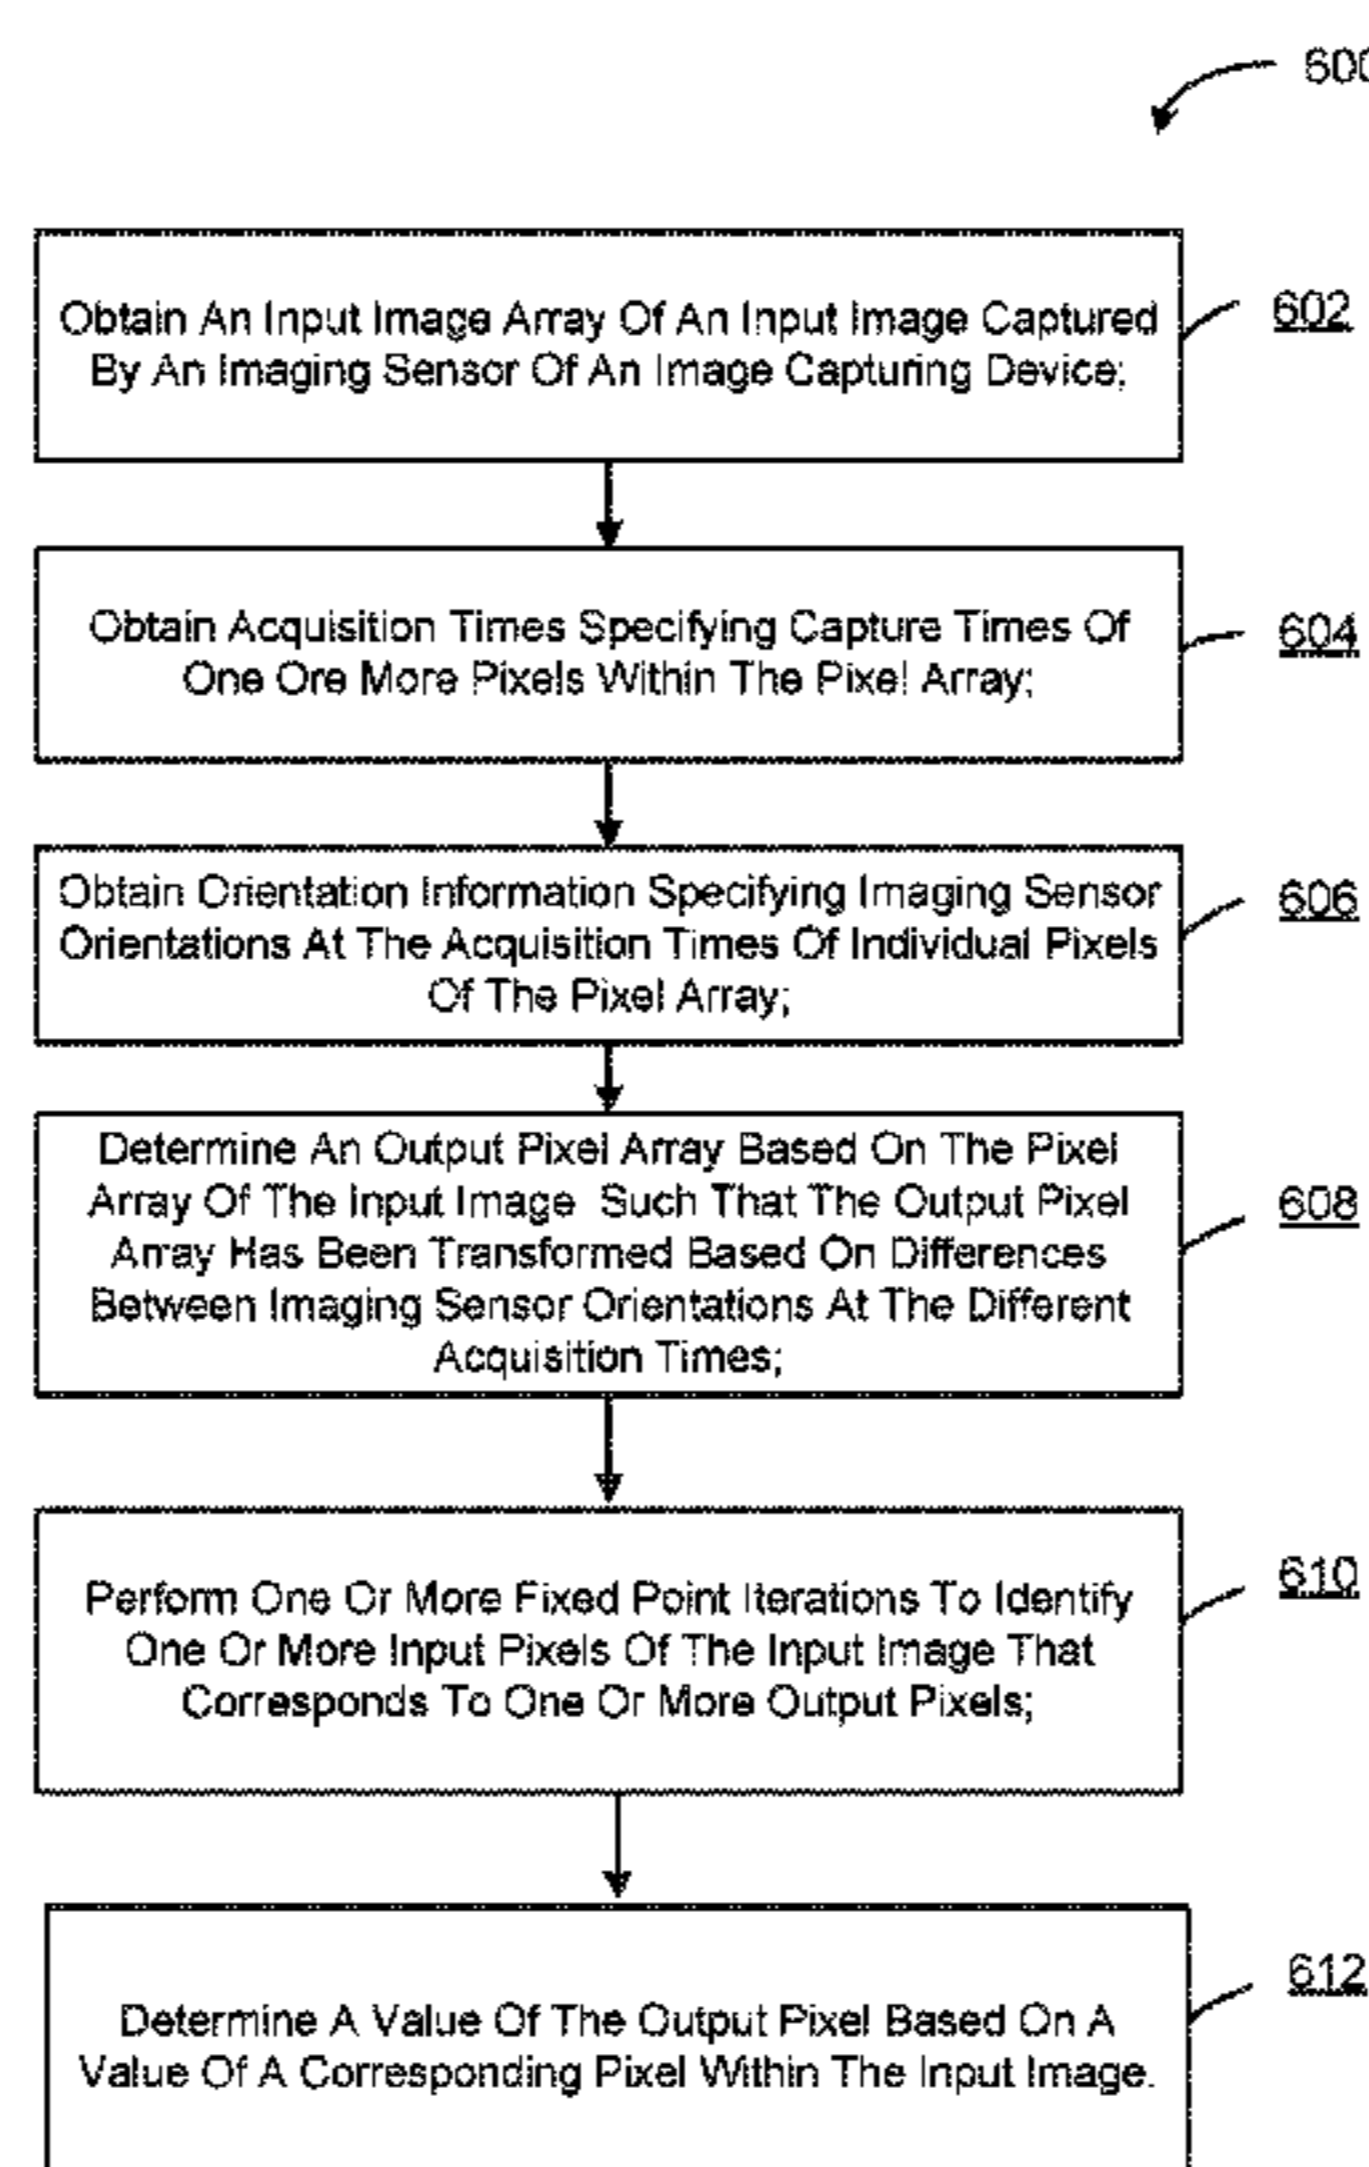 600
Obtain An Input Image Array Of An Input Image Captured
By An Imaging Sensor Of An Image Capturing Device;
602
Obtain Acquisition Times Specifying Capture Times Of
One Ore More Pixels Within The Pixel Array;
604
Obtain Orientation Information Specifying Imaging Sensor
Orientations At The Acquisition Times Of Individual Pixels
Of The Pixel Array;
606
Determine An Output Pixel Array Based On The Pixel
Array Of The Input Image Such That The Output Pixel
Array Has Been Transformed Based On Differences
Between Imaging Sensor Orientations At The Different
Acquisition Times;
608
Perform One Or More Fixed Point Iterations To Identify
One Or More Input Pixels Of The Input Image That
Corresponds To One Or More Output Pixels;
610
Determine A Value Of The Output Pixel Based On A
Value Of A Corresponding Pixel Within The Input Image.
612